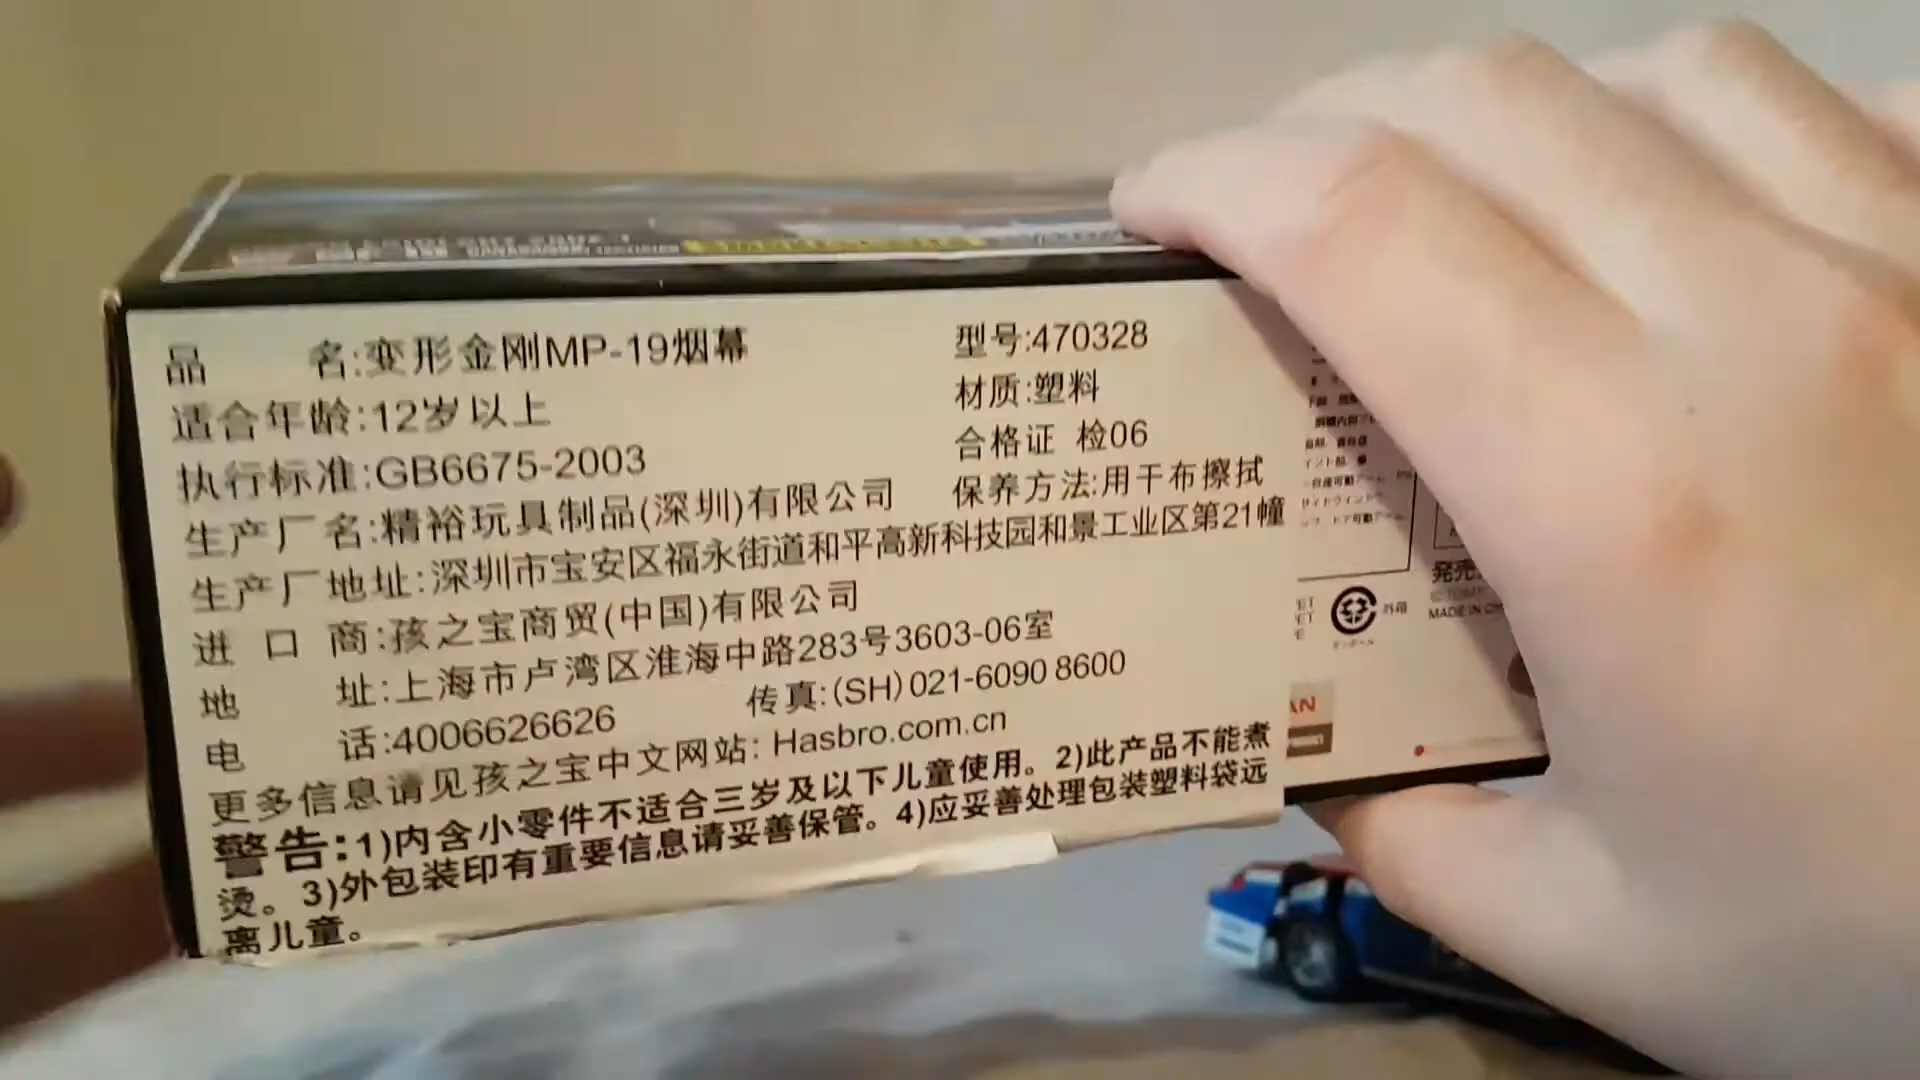 品 名:变形金刚MP-19烟幕 型号:470328
适合年龄:12岁以上 材质:塑料
执行标准:GB6675-2003 合格证 检06
生产厂名:精裕玩具制品(深圳)有限公司 保养方法:用干布擦拭
生产厂地址:深圳市宝安区福永街道和平高新科技园和景工业区第21幢
进口商:孩之宝商贸(中国)有限公司
地 址:上海市卢湾区淮海中路283号3603-06室
电 话:4006626626 传真:(SH)021-6090 8600
更多信息请见孩之宝中文网站: Hasbro.com.cn
警告:1)内含小零件不适合三岁及以下儿童使用。2)此产品不能煮
烫。3)外包装印有重要信息请妥善保管。4)应妥善处理包装塑料袋远
离儿童。
発売
MADE IN
外箱
AN